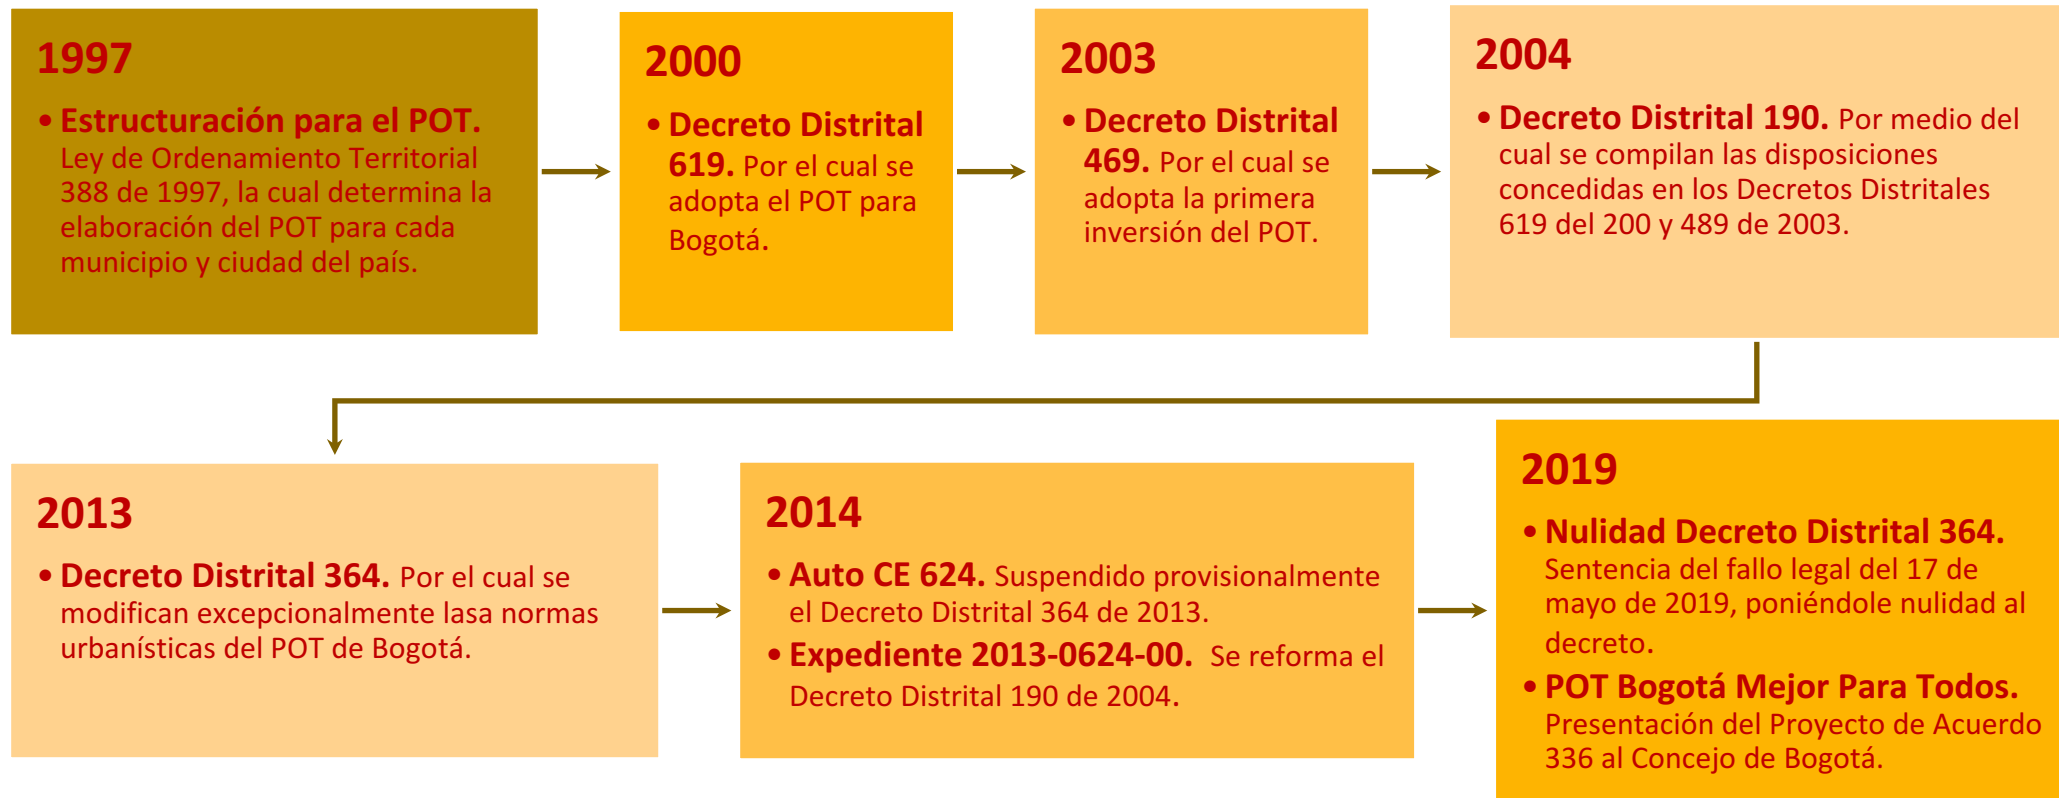 1997
• Estructuración para el POT.
Ley de Ordenamiento Territorial
388 de 1997, la cual determina la
elaboración del POT para cada
municipio y ciudad del país.
2000
• Decreto Distrital
619. Por el cual se
adopta el POT para
Bogotá.
2003
• Decreto Distrital
469. Por el cual se
adopta la primera
inversión del POT.
2004
• Decreto Distrital 190. Por medio del
cual se compilan las disposiciones
concedidas en los Decretos Distritales
619 del 200 y 489 de 2003.
2013
• Decreto Distrital 364. Por el cual se
modifican excepcionalmente lasa normas
urbanísticas del POT de Bogotá.
2014
• Auto CE 624. Suspendido provisionalmente
el Decreto Distrital 364 de 2013.
• Expediente 2013-0624-00. Se reforma el
Decreto Distrital 190 de 2004.
2019
• Nulidad Decreto Distrital 364.
Sentencia del fallo legal del 17 de
mayo de 2019, poniéndole nulidad al
decreto.
• POT Bogotá Mejor Para Todos.
Presentación del Proyecto de Acuerdo
336 al Concejo de Bogotá.